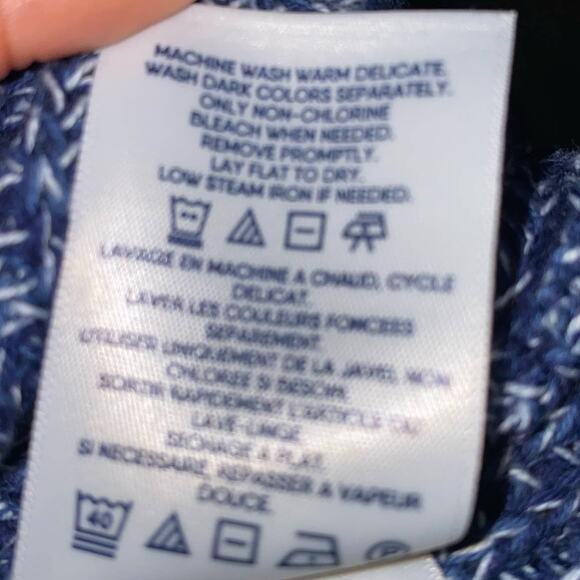 MACHINE WASH WARM DELICATE.
WASH DARK COLORS SEPARATELY.
ONLY NON-CHLORINE
BLEACH WHEN NEEDED.
REMOVE PROMPTLY.
LAY FLAT TO DRY.
LOW STEAM IRON IF NEEDED.
LAVAGE EN MACHINE A CHAUD, CYCLE
DELICAT.
LAVER LES COULEURS FONCEES
SEPAREMENT.
UTILISER UNIQUEMENT DE LA JAVEL NON
CHLOREE SI BESOIN.
SORTIR RAPIDEMENT L'ARTICLE DU
LAVE-LINGE.
SECHAGE A PLAT.
SI NECESSAIRE, REPASSER A VAPEUR
DOUCE.
40